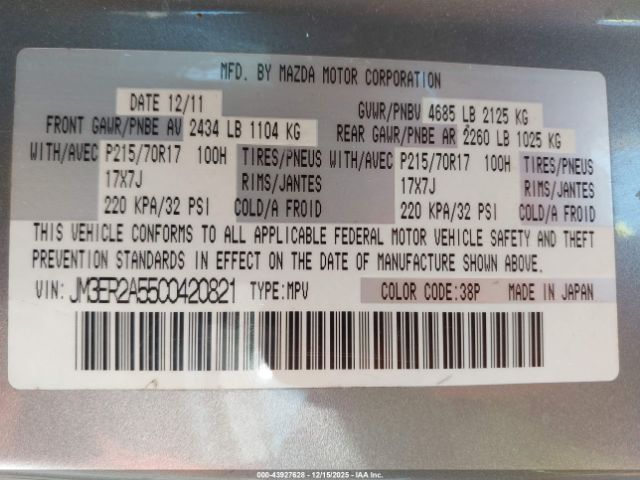 MFD. BY MAZDA MOTOR CORPORATION
DATE 12/11 GVWR/PNBV 4685 LB 2125 KG
FRONT GAWR/PNBE AV 2434 LB 1104 KG REAR GAWR/PNBE AR 2260 LB 1025 KG
WITH/AVEC P215/70R17 100H TIRES/PNEUS WITH/AVEC P215/70R17 100H TIRES/PNEUS
17X7J RIMS/JANTES 17X7J RIMS/JANTES
220 KPA/32 PSI COLD/A FROID 220 KPA/32 PSI COLD/A FROID
THIS VEHICLE CONFORMS TO ALL APPLICABLE FEDERAL MOTOR VEHICLE SAFETY AND THEFT
PREVENTION STANDARDS IN EFFECT ON THE DATE OF MANUFACTURE SHOWN ABOVE.
VIN: JM3ER2A55C0420821 TYPE:MPV COLOR CODE:38P MADE IN JAPAN
000-43927628 - 12/15/2025 - IAA Inc.